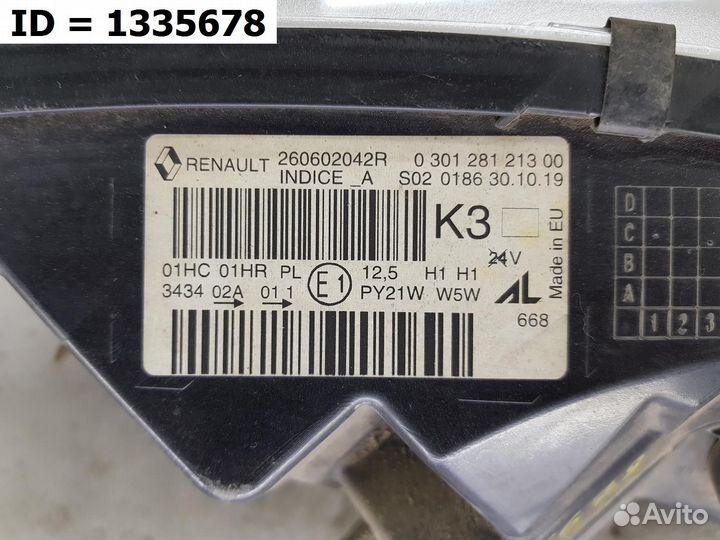 ID = 1335678
RENAULT 260602042R 0 301 281 213 00
INDICE _A S02 0186 30.10.19
K3
Made in EU
24V
01HC 01HR PL E1 12,5 H1 H1
3434 02A 01 1 PY21W W5W AL
668
D
C
B
A
1 2 3
Avito